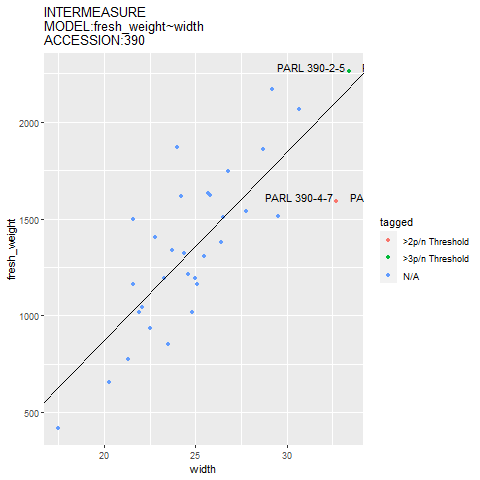 INTERMEASURE
MODEL:fresh_weight~width
ACCESSION:390
PARL 390-2-5
PARL 390-4-7
PA
fresh_weight
2000
1500
1000
500
20
25
30
width
tagged
>2p/n Threshold
>3p/n Threshold
N/A